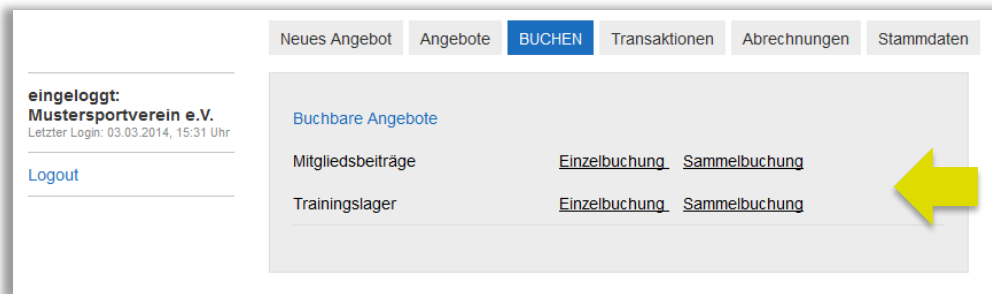 Neues Angebot Angebote BUCHEN Transaktionen Abrechnungen Stammdaten
eingeloggt:
Mustersportverein e.V.
Letzter Login: 03.03.2014, 15:31 Uhr
Logout
Buchbare Angebote
Mitgliedsbeiträge Einzelbuchung Sammelbuchung
Trainingslager Einzelbuchung Sammelbuchung